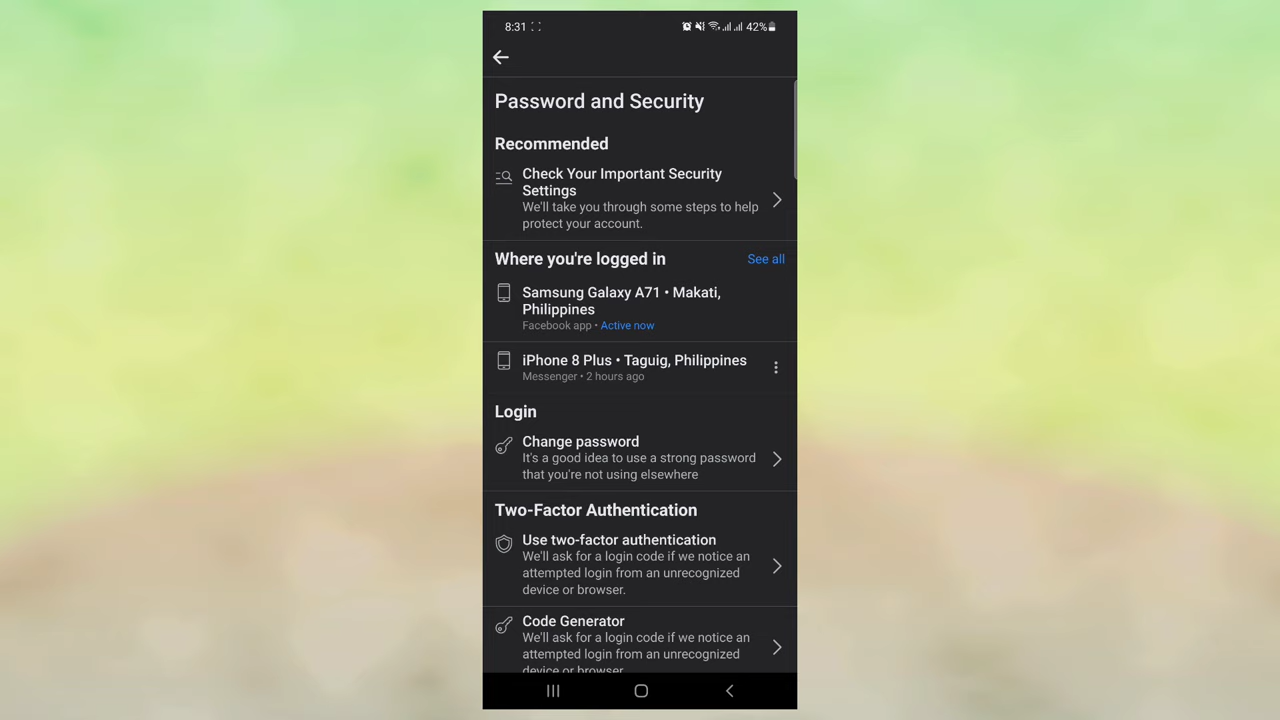 8:31
42%
Password and Security
Recommended
Check Your Important Security
Settings
We'll take you through some steps to help
protect your account.
Where you're logged in
See all
Samsung Galaxy A71 • Makati,
Philippines
Facebook app • Active now
iPhone 8 Plus • Taguig, Philippines
Messenger • 2 hours ago
Login
Change password
It's a good idea to use a strong password
that you're not using elsewhere
Two-Factor Authentication
Use two-factor authentication
We'll ask for a login code if we notice an
attempted login from an unrecognized
device or browser.
Code Generator
We'll ask for a login code if we notice an
attempted login from an unrecognized
device or browser.